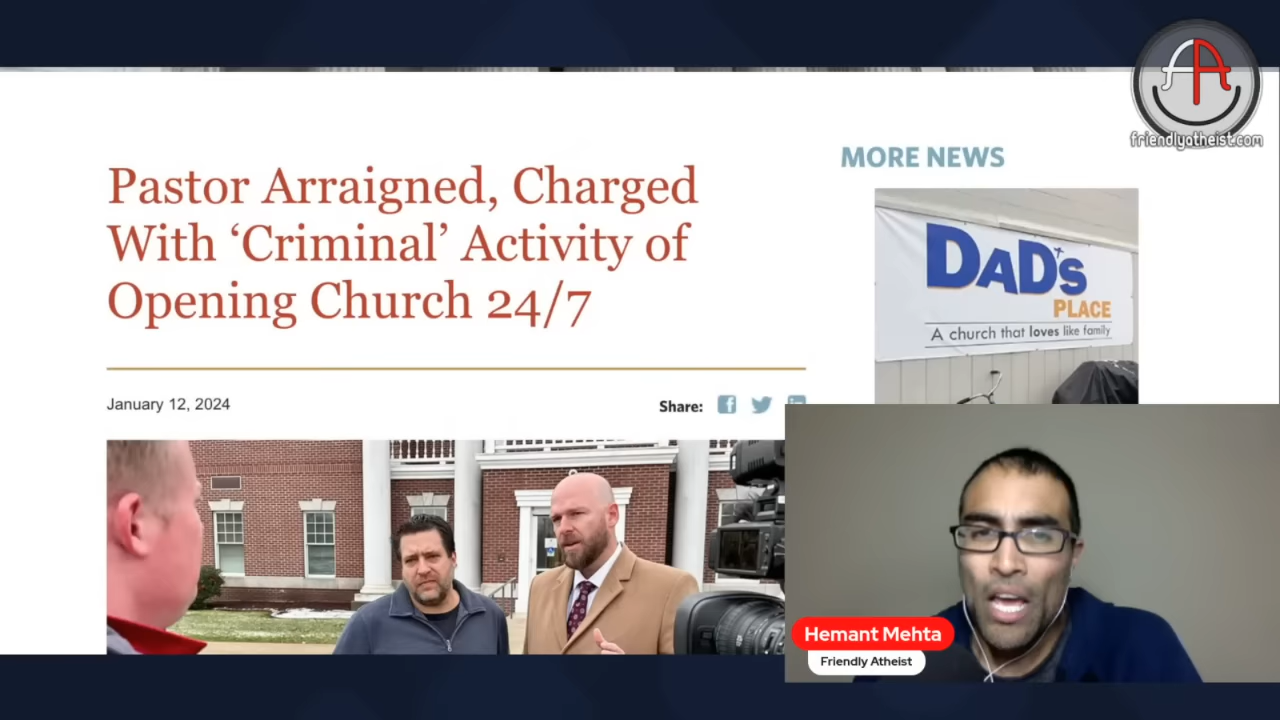 friendlyatheist.com
MORE NEWS
Pastor Arraigned, Charged
With ‘Criminal’ Activity of
Opening Church 24/7
January 12, 2024
Share:
DAD's
PLACE
A church that loves like family
Hemant Mehta
Friendly Atheist